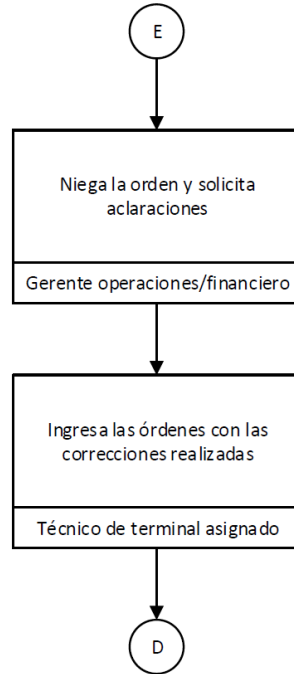 E
Niega la orden y solicita
aclaraciones
Gerente operaciones/financiero
Ingresa las órdenes con las
correcciones realizadas
Técnico de terminal asignado
D